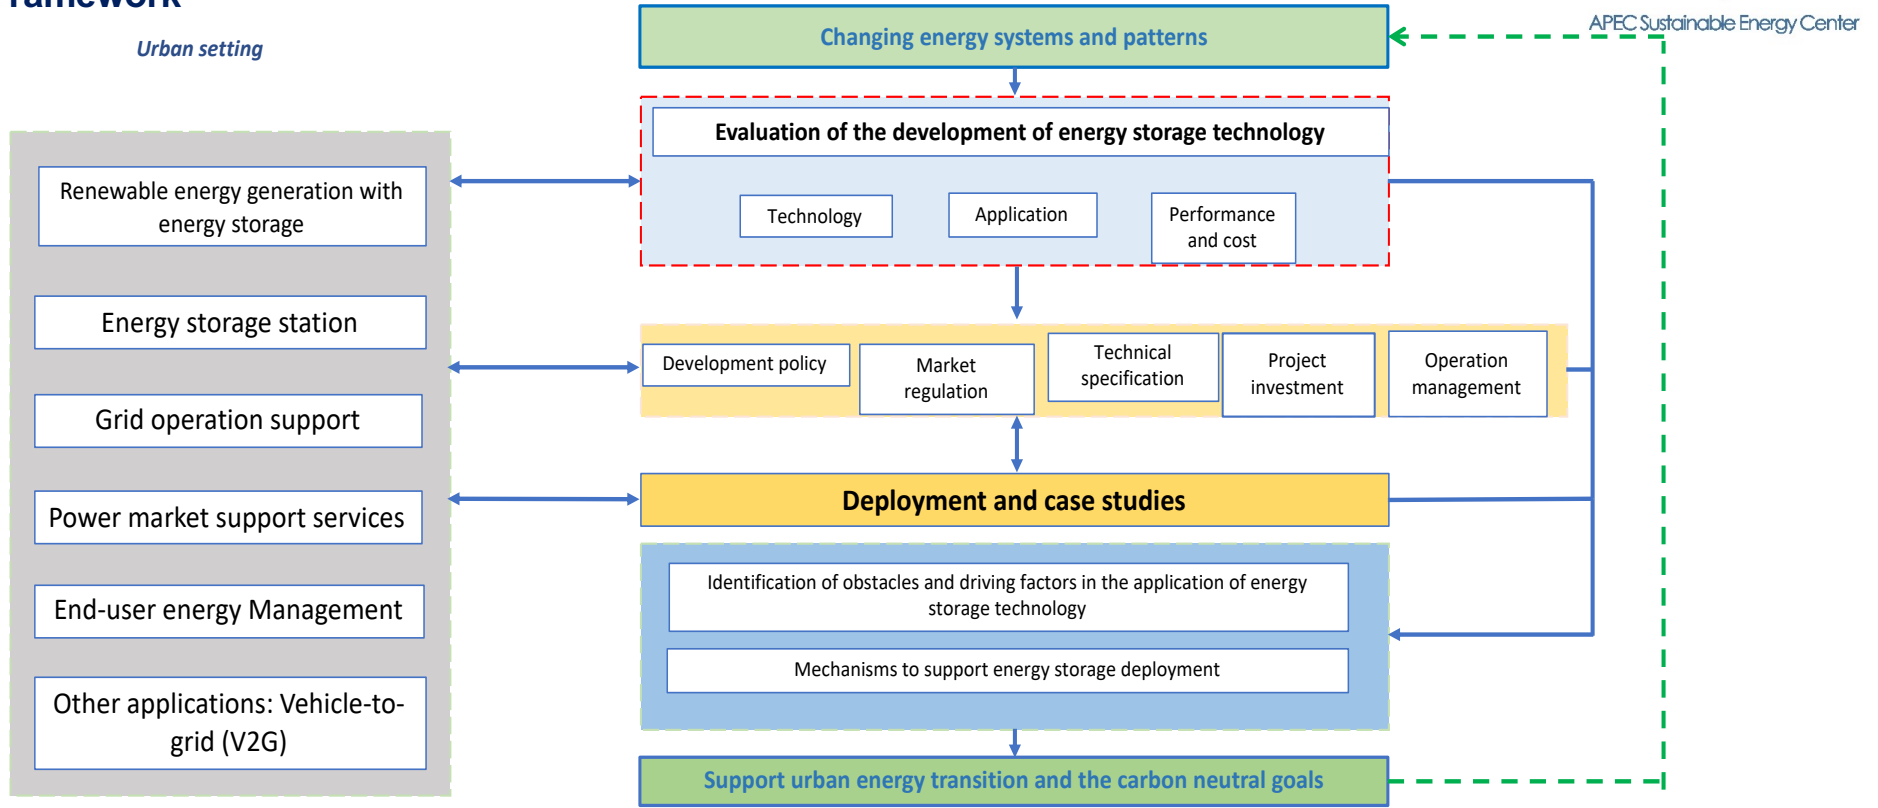 ramework
APEC Sustainable Energy Center
Urban setting
Changing energy systems and patterns
Evaluation of the development of energy storage technology
Technology
Application
Performance
and cost
Renewable energy generation with
energy storage
Energy storage station
Grid operation support
Power market support services
End-user energy Management
Other applications: Vehicle-to-
grid (V2G)
Development policy
Market
regulation
Technical
specification
Project
investment
Operation
management
Deployment and case studies
Identification of obstacles and driving factors in the application of energy
storage technology
Mechanisms to support energy storage deployment
Support urban energy transition and the carbon neutral goals